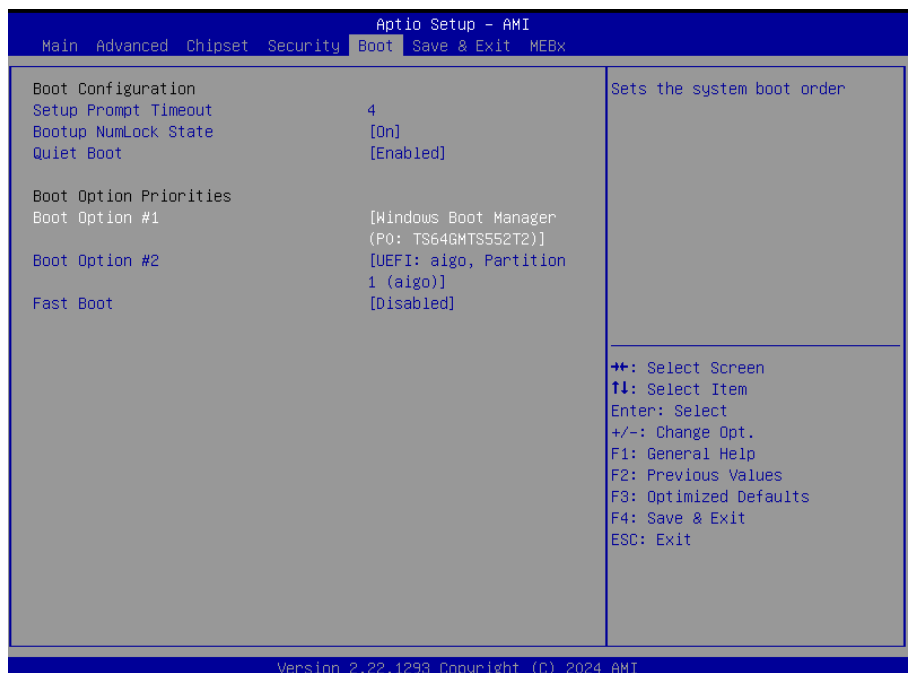 Aptio Setup – AMI
Main Advanced Chipset Security Boot Save & Exit MEBx
Boot Configuration
Setup Prompt Timeout 4
Bootup NumLock State [On]
Quiet Boot [Enabled]
Boot Option Priorities
Boot Option #1 [Windows Boot Manager
(P0: TS64GMTS552T2)]
Boot Option #2 [UEFI: aigo, Partition
1 (aigo)]
Fast Boot [Disabled]
Sets the system boot order
→←: Select Screen
↑↓: Select Item
Enter: Select
+/-: Change Opt.
F1: General Help
F2: Previous Values
F3: Optimized Defaults
F4: Save & Exit
ESC: Exit
Version 2.22.1293 Copyright (C) 2024 AMI